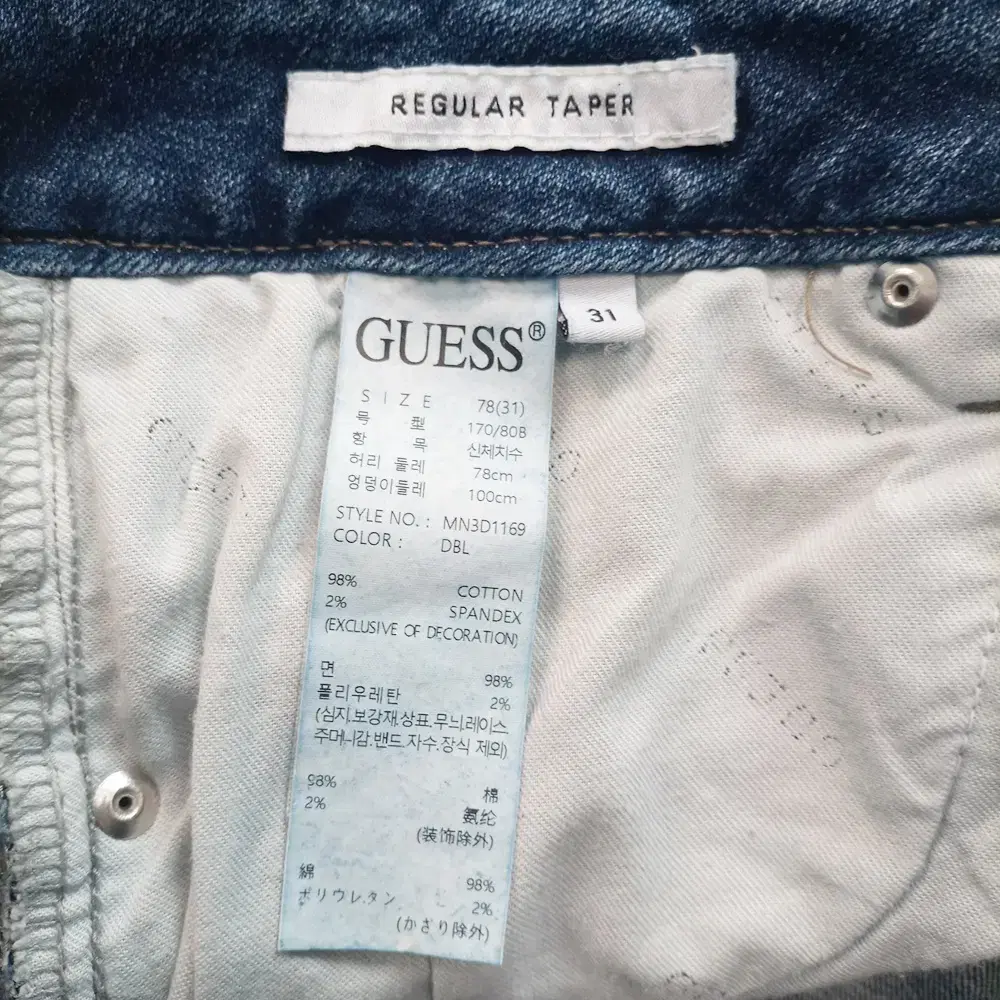 REGULAR TAPER
31
GUESS®
SIZE 78(31)
호 형 170/80B
항 목 신체치수
허리 둘레 78cm
엉덩이둘레 100cm
STYLE NO. : MN3D1169
COLOR : DBL
98% COTTON
2% SPANDEX
(EXCLUSIVE OF DECORATION)
면 98%
폴리우레탄 2%
(심지.보강재.상표.무늬.레이스
주머니감.밴드.자수.장식 제외)
98% 棉
2% 氨纶
(装饰除外)
綿 98%
ポリウレタン 2%
(かざり除外)